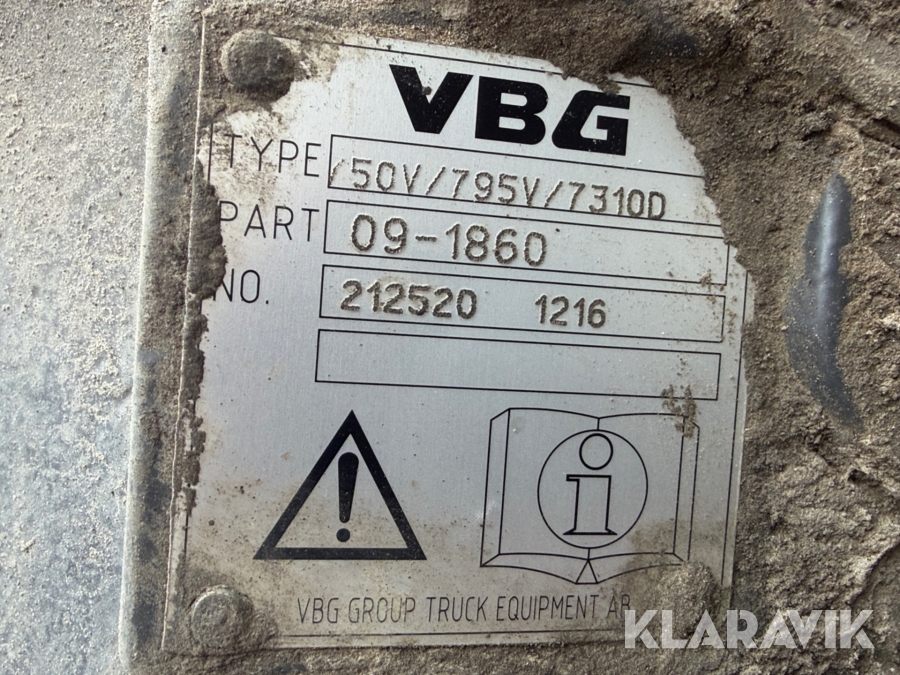 VBG
TYPE /50V/795V/7310D
PART 09-1860
NO. 212520 1216
VBG GROUP TRUCK EQUIPMENT AB
KLARAVIK